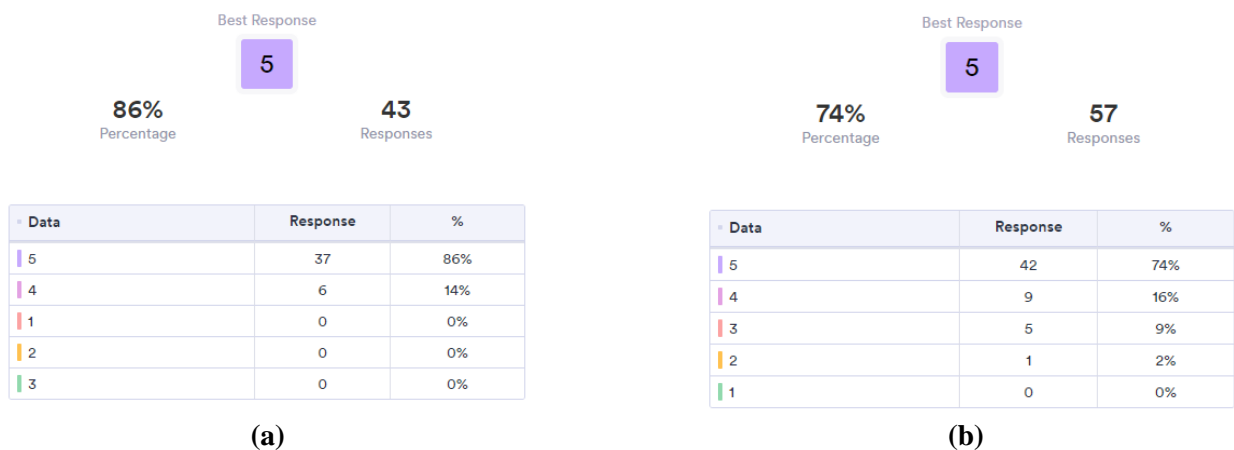 Best Response
5
86% 43
Percentage Responses
Data Response %
5 37 86%
4 6 14%
1 0 0%
2 0 0%
3 0 0%
(a)
Best Response
5
74% 57
Percentage Responses
Data Response %
5 42 74%
4 9 16%
3 5 9%
2 1 2%
1 0 0%
(b)